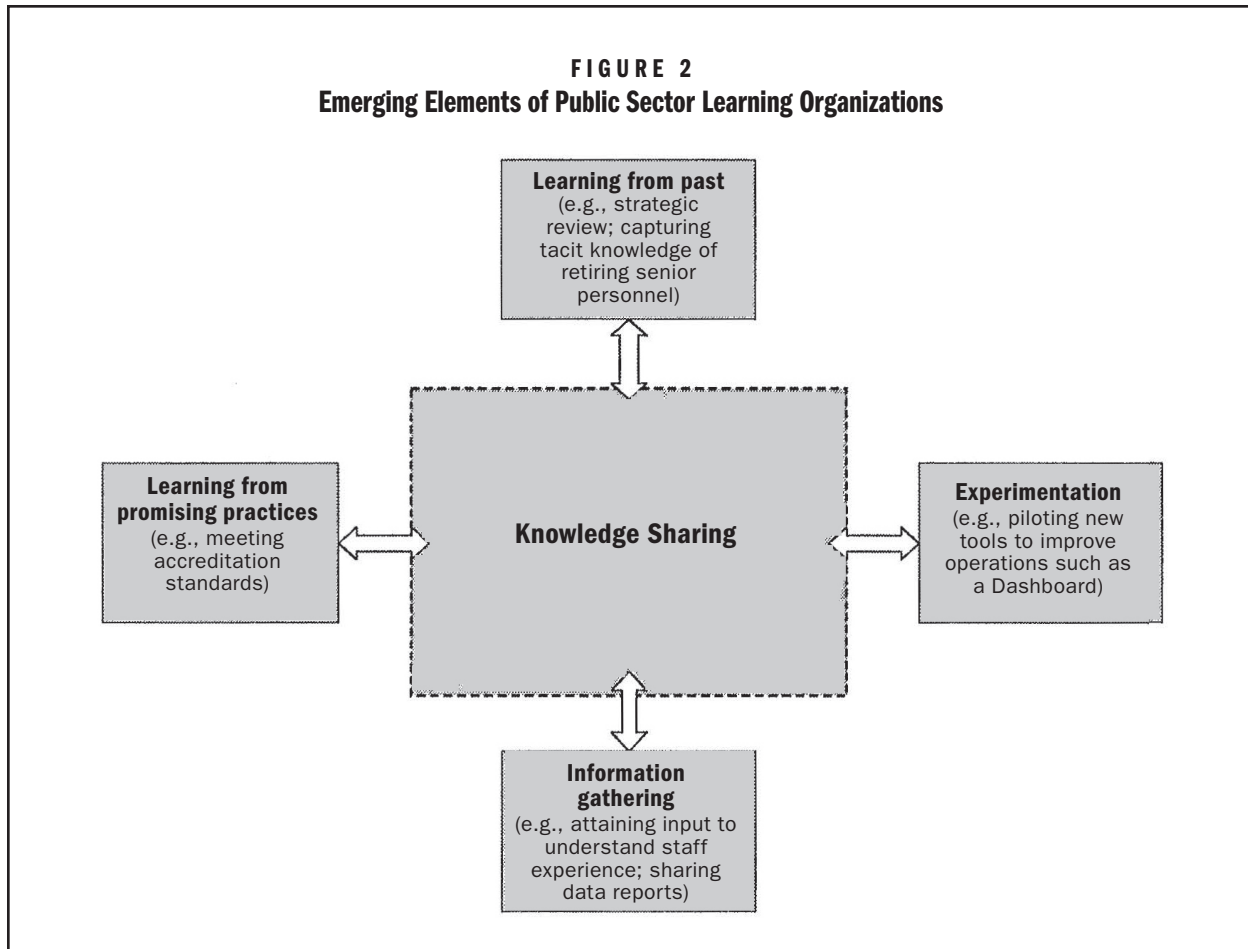 FIGURE 2
Emerging Elements of Public Sector Learning Organizations
Learning from past
(e.g., strategic
review; capturing
tacit knowledge of
retiring senior
personnel)
Learning from
promising practices
(e.g., meeting
accreditation
standards)
Knowledge Sharing
Experimentation
(e.g., piloting new
tools to improve
operations such as
a Dashboard)
Information
gathering
(e.g., attaining input to
understand staff
experience; sharing
data reports)